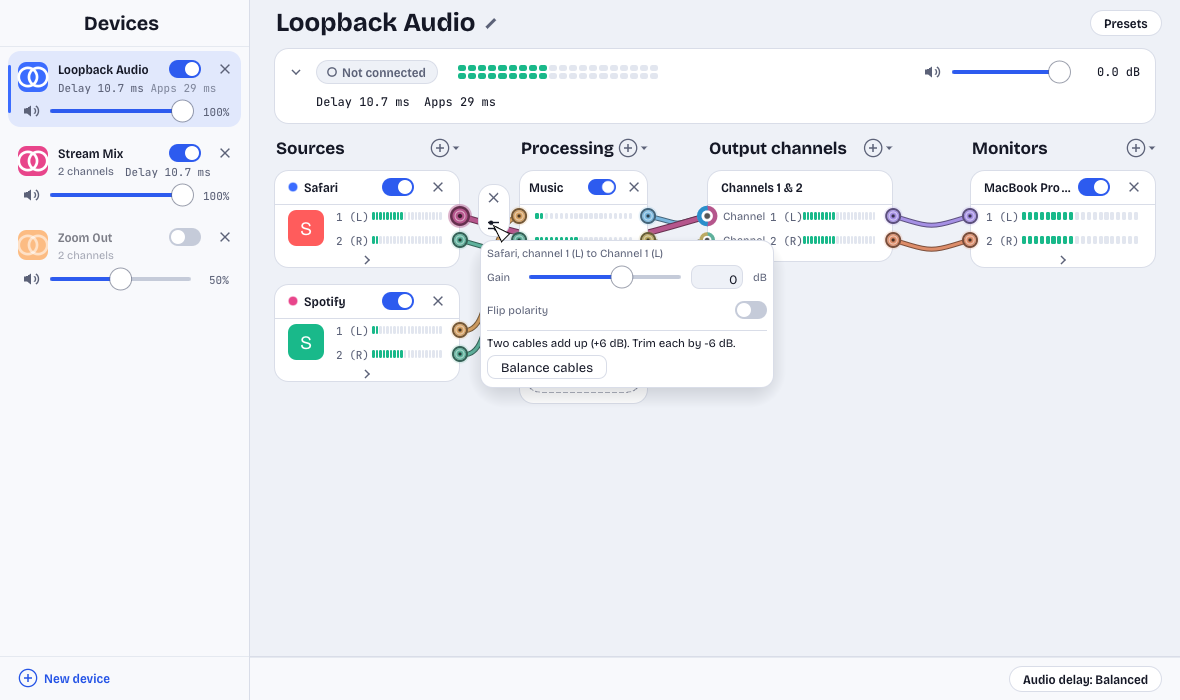 Devices
Loopback Audio
Delay 10.7 ms Apps 29 ms
100%
Stream Mix
2 channels Delay 10.7 ms
100%
Zoom Out
2 channels
50%
New device
Loopback Audio
Presets
Not connected
0.0 dB
Delay 10.7 ms Apps 29 ms
Sources
Processing
Output channels
Monitors
Safari
S
1 (L)
2 (R)
Spotify
S
1 (L)
2 (R)
Music
Channels 1 & 2
Channel 1 (L)
Channel 2 (R)
MacBook Pro…
1 (L)
2 (R)
Safari, channel 1 (L) to Channel 1 (L)
Gain
0
dB
Flip polarity
Two cables add up (+6 dB). Trim each by -6 dB.
Balance cables
Audio delay: Balanced